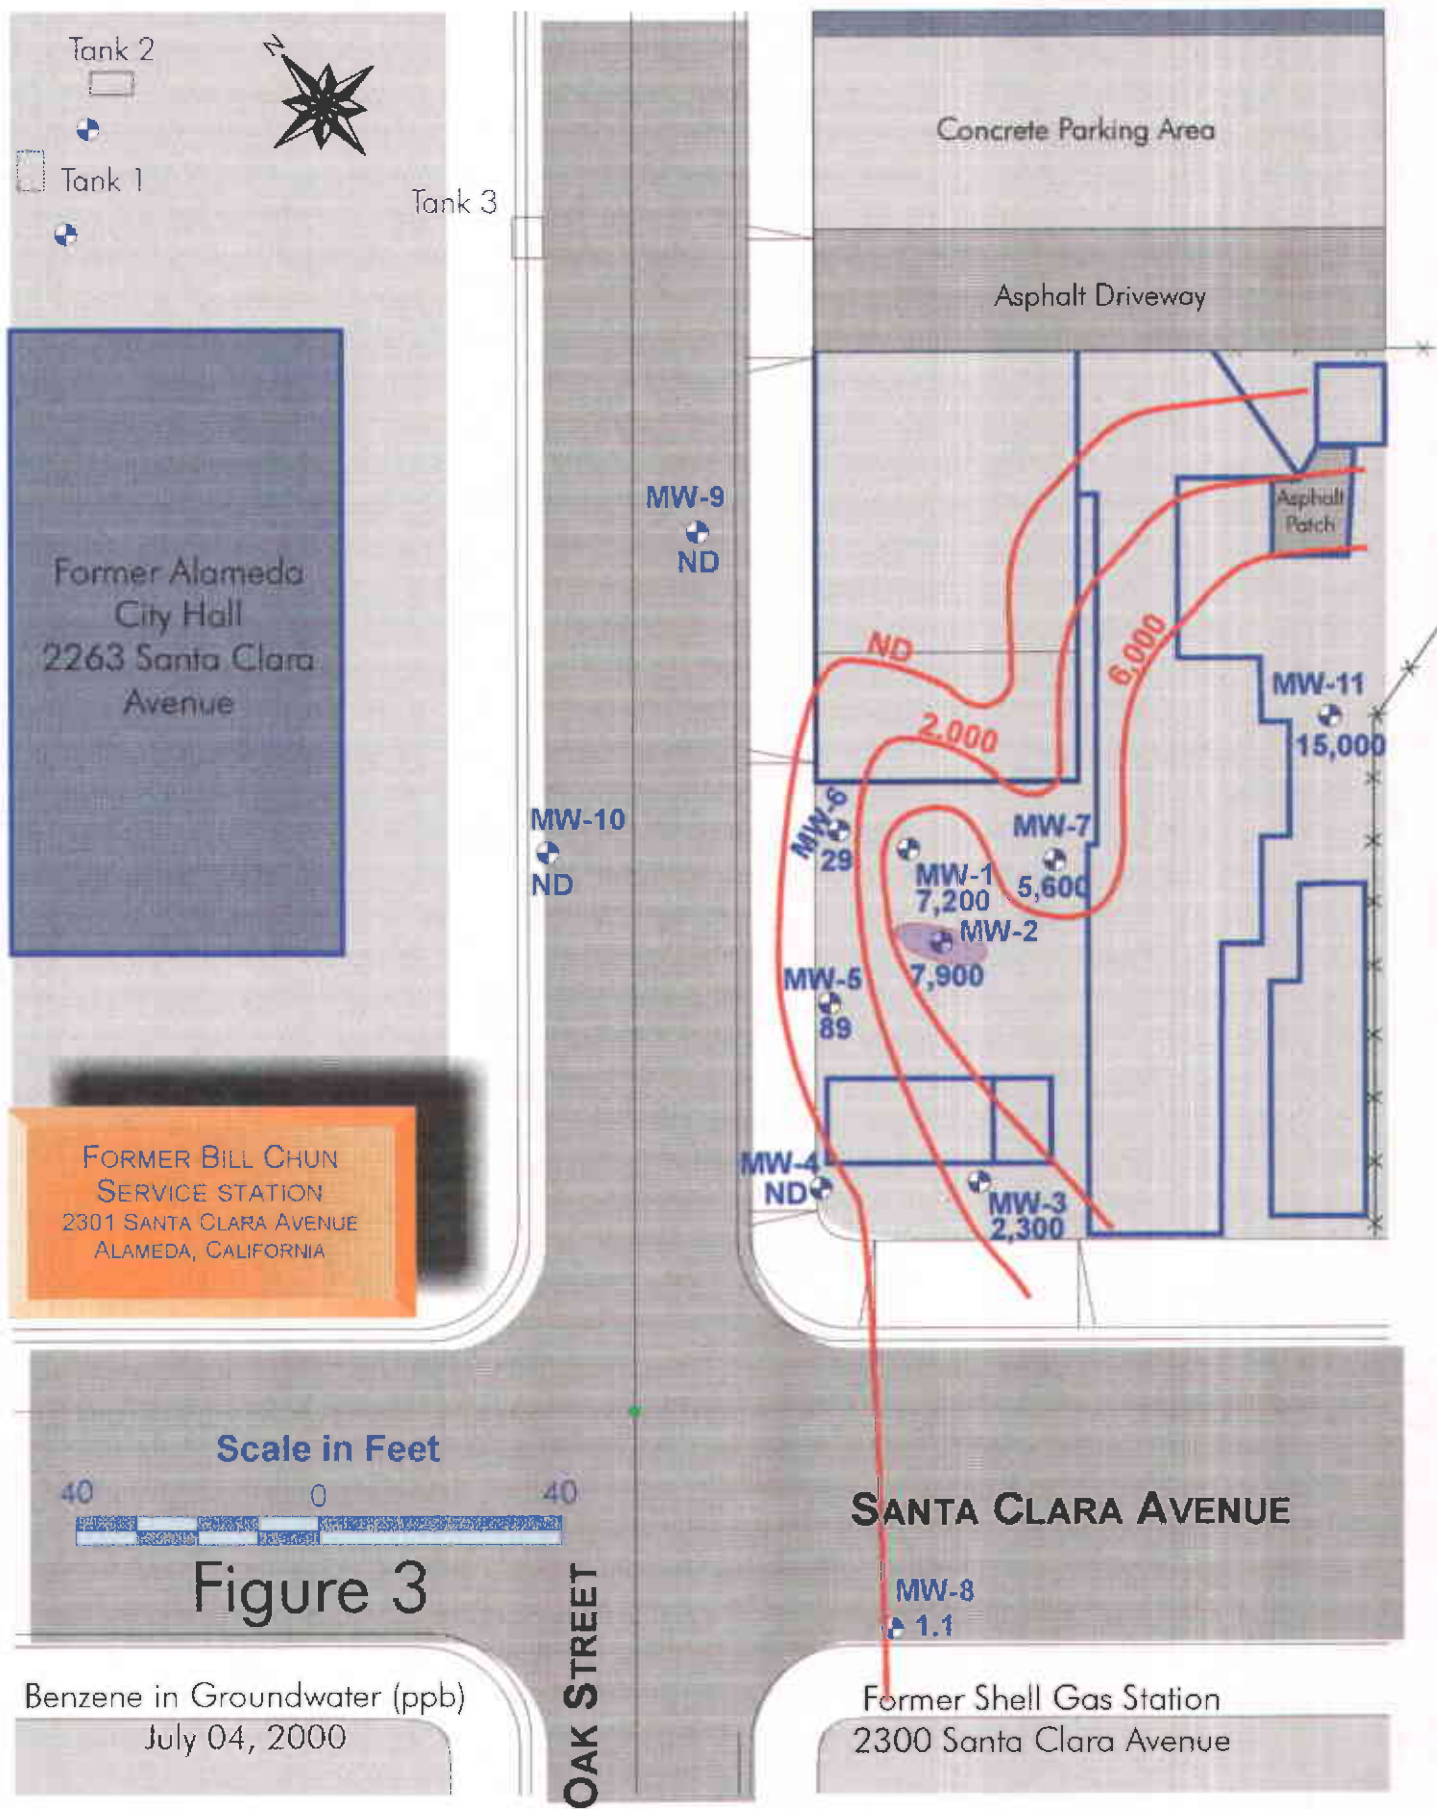 Tank 2
N
Tank 1
Tank 3
Concrete Parking Area
Asphalt Driveway
Asphalt
Patch
MW-9
ND
Former Alameda
City Hall
2263 Santa Clara
Avenue
ND
6,000
2,000
MW-11
15,000
MW-10
ND
MW-6
29
MW-1
7,200
MW-7
5,600
MW-2
7,900
MW-5
89
MW-4
ND
MW-3
2,300
FORMER BILL CHUN
SERVICE STATION
2301 SANTA CLARA AVENUE
ALAMEDA, CALIFORNIA
Scale in Feet
40 0 40
Figure 3
SANTA CLARA AVENUE
OAK STREET
MW-8
1.1
Benzene in Groundwater (ppb)
July 04, 2000
Former Shell Gas Station
2300 Santa Clara Avenue